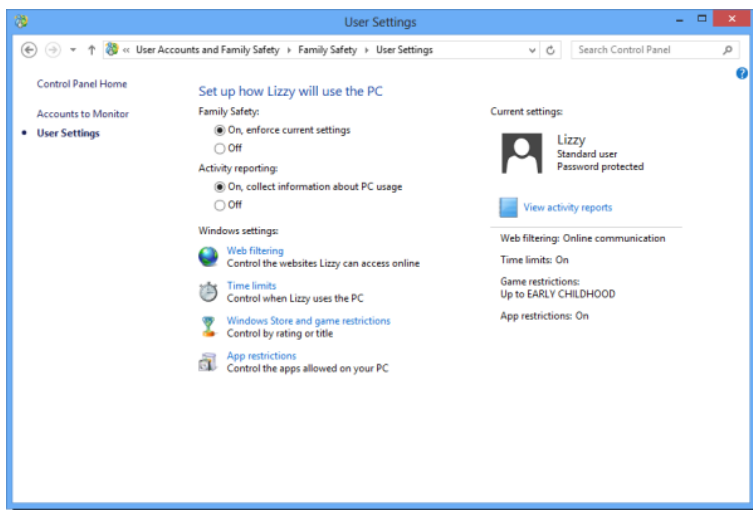 User Settings
« User Accounts and Family Safety ▸ Family Safety ▸ User Settings
Search Control Panel
Control Panel Home
Accounts to Monitor
• User Settings
Set up how Lizzy will use the PC
Family Safety:
On, enforce current settings
Off
Activity reporting:
On, collect information about PC usage
Off
Windows settings:
Web filtering
Control the websites Lizzy can access online
Time limits
Control when Lizzy uses the PC
Windows Store and game restrictions
Control by rating or title
App restrictions
Control the apps allowed on your PC
Current settings:
Lizzy
Standard user
Password protected
View activity reports
Web filtering: Online communication
Time limits: On
Game restrictions:
Up to EARLY CHILDHOOD
App restrictions: On